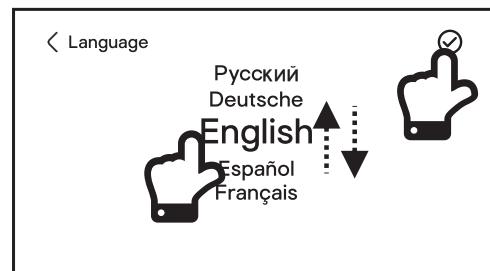 Language
Русский
Deutsche
English
Español
Français